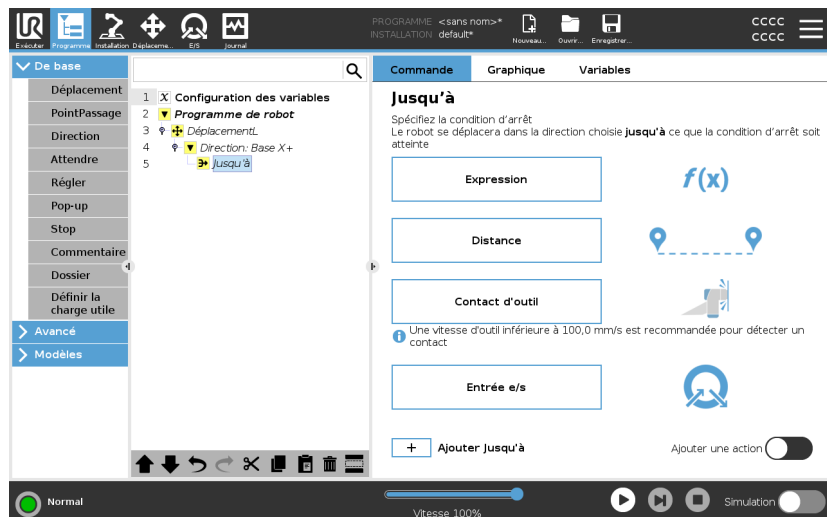 UR
PROGRAMME <sans nom>*
INSTALLATION default*
cccc
cccc
Exécuter Programme Installation Déplaceme... E/S Journal
Nouveau... Ouvrir... Enregistrer...
De base
Déplacement
PointPassage
Direction
Attendre
Régler
Pop-up
Stop
Commentaire
Dossier
Définir la
charge utile
Avancé
Modèles
1 X Configuration des variables
2 Programme de robot
3 DéplacementL
4 Direction: Base X+
5 Jusqu'à
Commande Graphique Variables
Jusqu'à
Spécifiez la condition d'arrêt
Le robot se déplacera dans la direction choisie jusqu'à ce que la condition d'arrêt soit
atteinte
Expression
f(x)
Distance
Contact d'outil
Une vitesse d'outil inférieure à 100,0 mm/s est recommandée pour détecter un
contact
Entrée e/s
+ Ajouter Jusqu'à
Ajouter une action
Normal
Vitesse 100%
Simulation